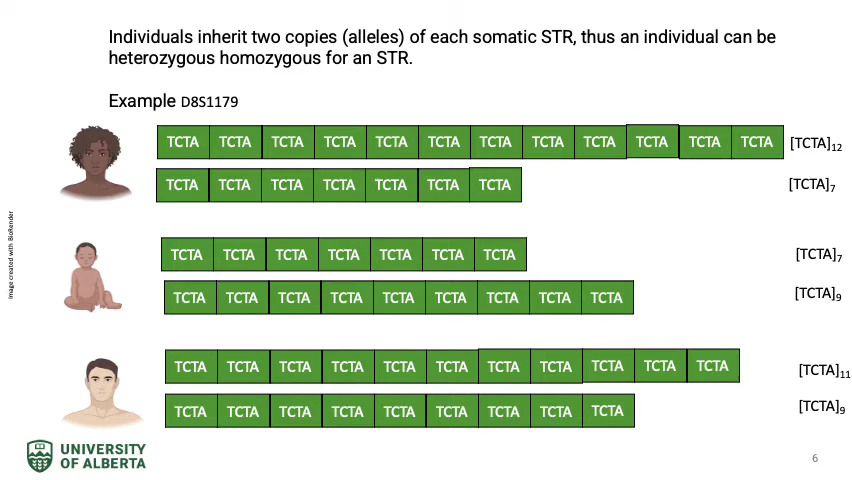 Individuals inherit two copies (alleles) of each somatic STR, thus an individual can be
heterozygous homozygous for an STR.
Example D8S1179
TCTA TCTA TCTA TCTA TCTA TCTA TCTA TCTA TCTA TCTA TCTA TCTA [TCTA]12
TCTA TCTA TCTA TCTA TCTA TCTA TCTA [TCTA]7
TCTA TCTA TCTA TCTA TCTA TCTA TCTA [TCTA]7
TCTA TCTA TCTA TCTA TCTA TCTA TCTA TCTA TCTA [TCTA]9
TCTA TCTA TCTA TCTA TCTA TCTA TCTA TCTA TCTA TCTA TCTA [TCTA]11
TCTA TCTA TCTA TCTA TCTA TCTA TCTA TCTA TCTA [TCTA]9
Image created with BioRender
UNIVERSITY
OF ALBERTA
6